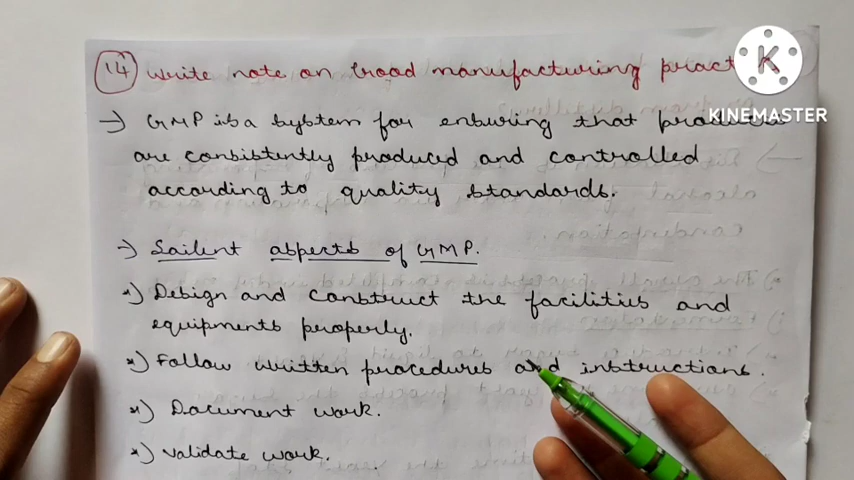 14 Write note on Good manufacturing pract
→ GMP is a system for ensuring that products
are consistently produced and controlled
according to quality standards.
→ Sailent aspects of GMP.
*) Design and construct the facilities and
equipments properly.
*) Follow written procedures and instructions.
*) Document work.
*) Validate work.
K
KINEMASTER